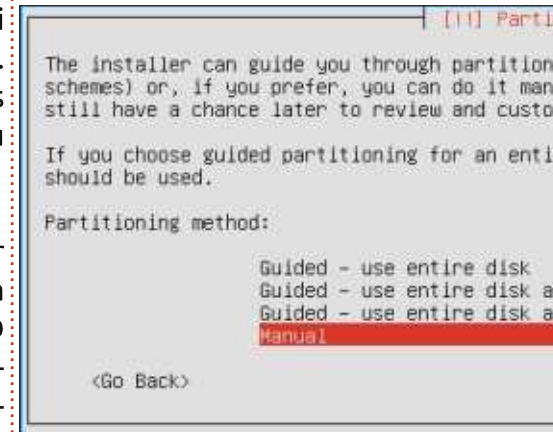 [!!] Parti
The installer can guide you through partition
schemes) or, if you prefer, you can do it man
still have a chance later to review and custo
If you choose guided partitioning for an enti
should be used.
Partitioning method:
Guided - use entire disk
Guided - use entire disk a
Guided - use entire disk a
Manual
<Go Back>